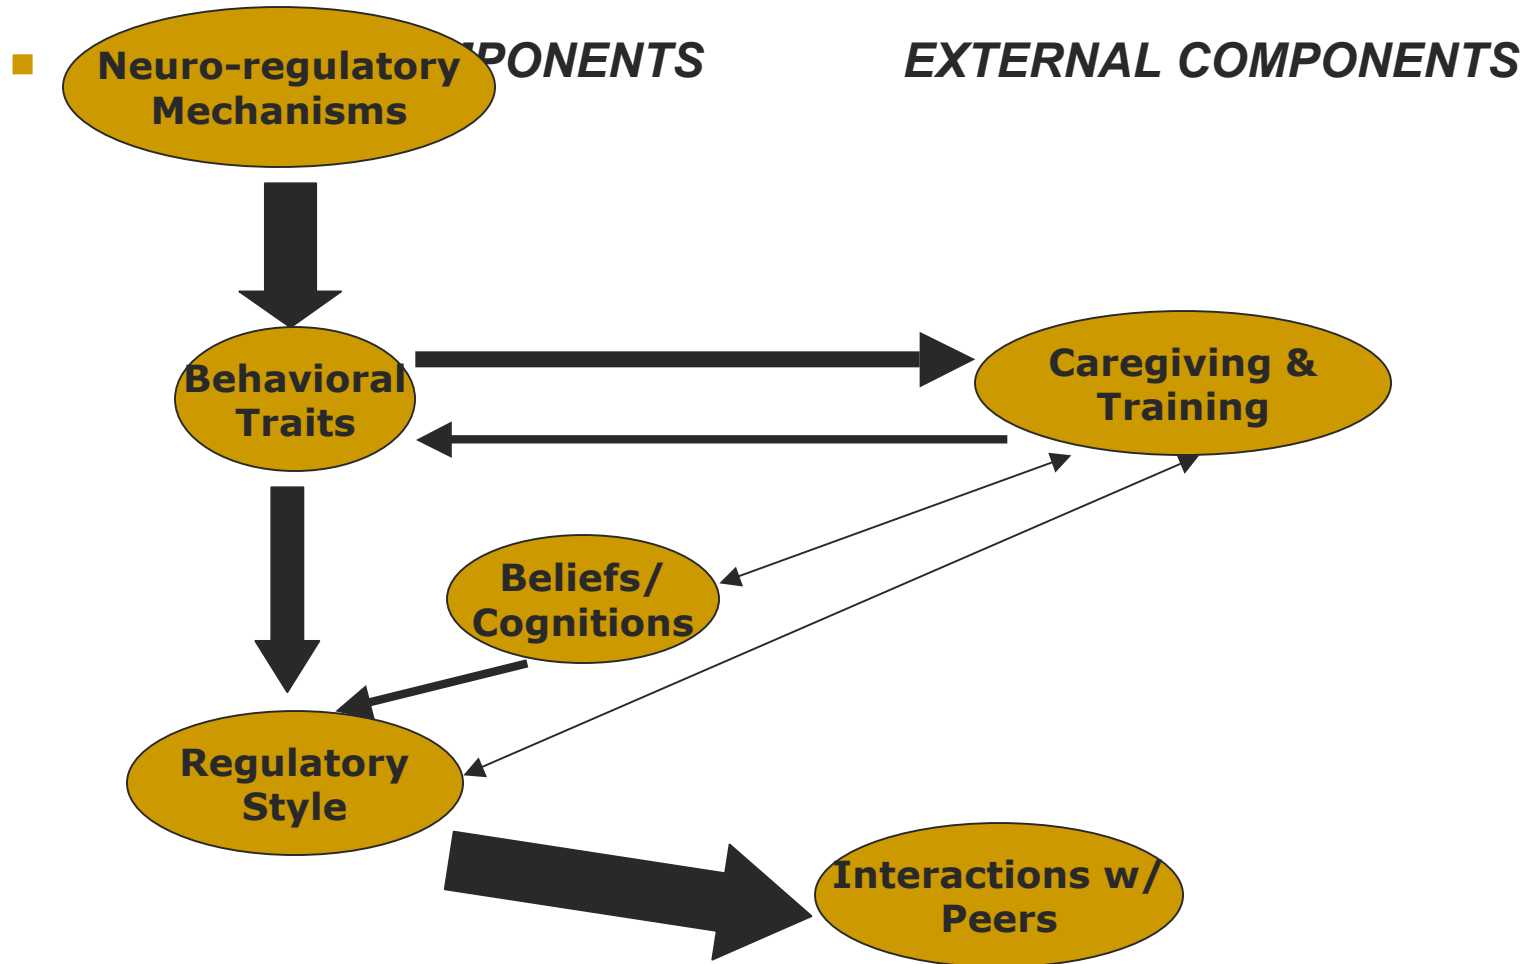 PONENTS EXTERNAL COMPONENTS
Neuro-regulatory
Mechanisms
Behavioral
Traits
Caregiving &
Training
Beliefs/
Cognitions
Regulatory
Style
Interactions w/
Peers